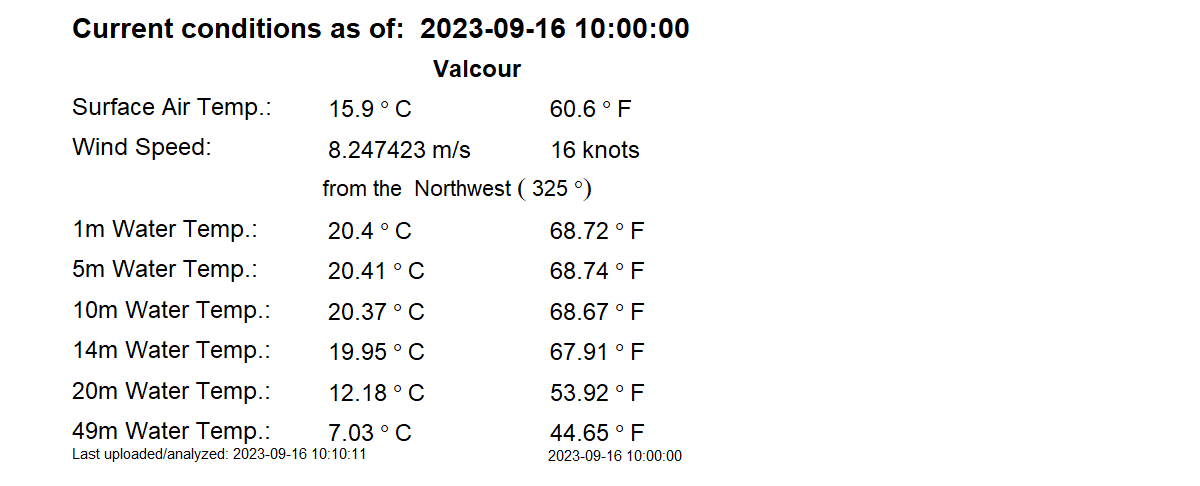 Current conditions as of:  2023-09-16 10:00:00
Valcour
Surface Air Temp.: 15.9 ° C 60.6 ° F
Wind Speed: 8.247423 m/s 16 knots
from the  Northwest ( 325 °)
1m Water Temp.: 20.4 ° C 68.72 ° F
5m Water Temp.: 20.41 ° C 68.74 ° F
10m Water Temp.: 20.37 ° C 68.67 ° F
14m Water Temp.: 19.95 ° C 67.91 ° F
20m Water Temp.: 12.18 ° C 53.92 ° F
49m Water Temp.: 7.03 ° C 44.65 ° F
Last uploaded/analyzed: 2023-09-16 10:10:11 2023-09-16 10:00:00